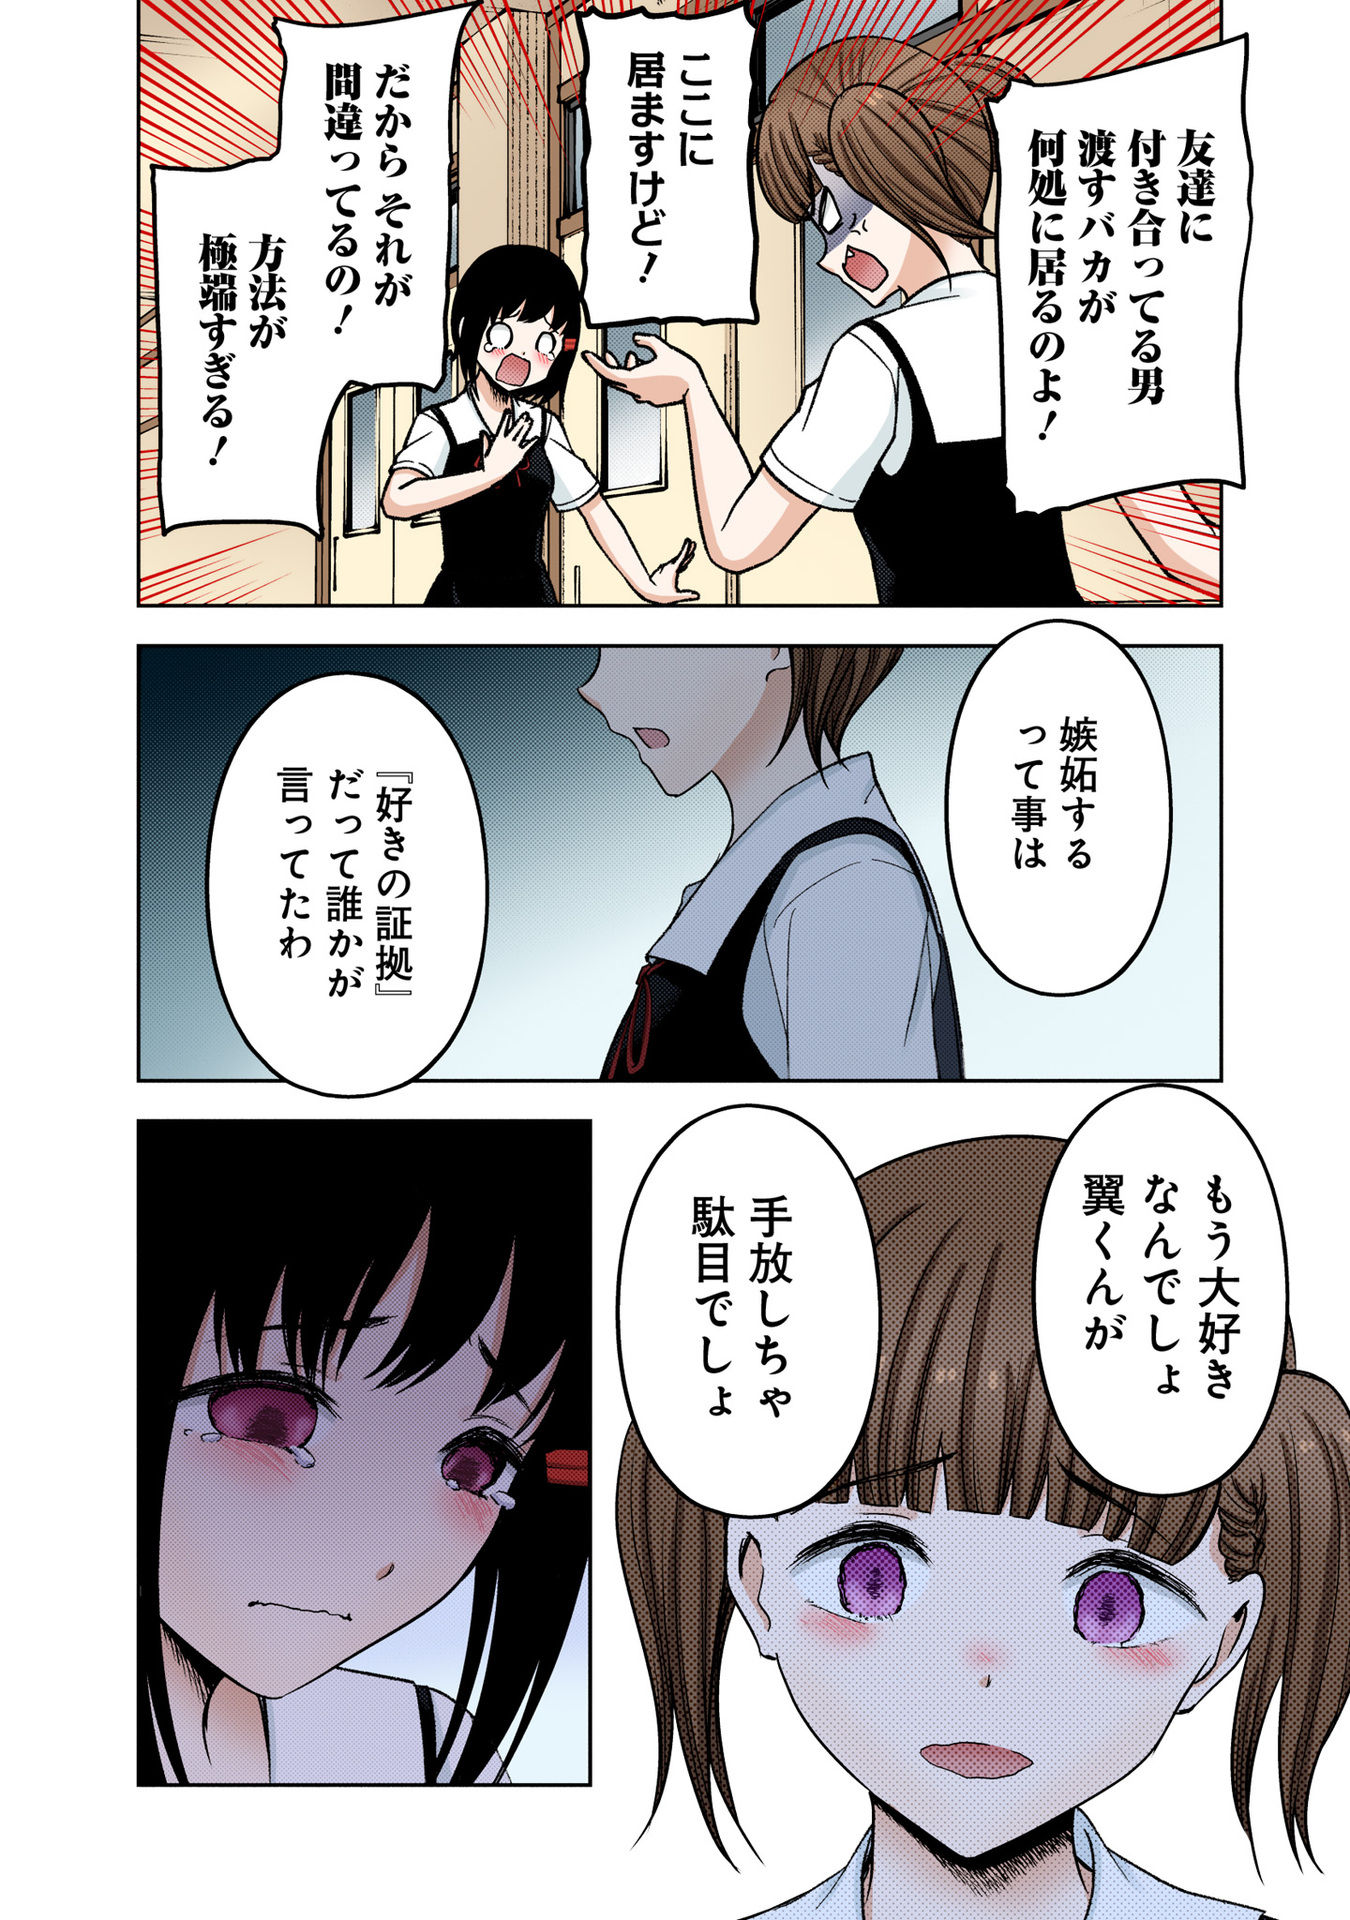 友達に
付き合ってる男
渡すバカが
何処に居るのよ！
ここに
居ますけど！
だから それが
間違ってるの！
方法が
極端すぎる！
嫉妬する
って事は
『好きの証拠』
だって誰かが
言ってたわ
もう大好き
なんでしょ
翼くんが
手放しちゃ
駄目でしょ